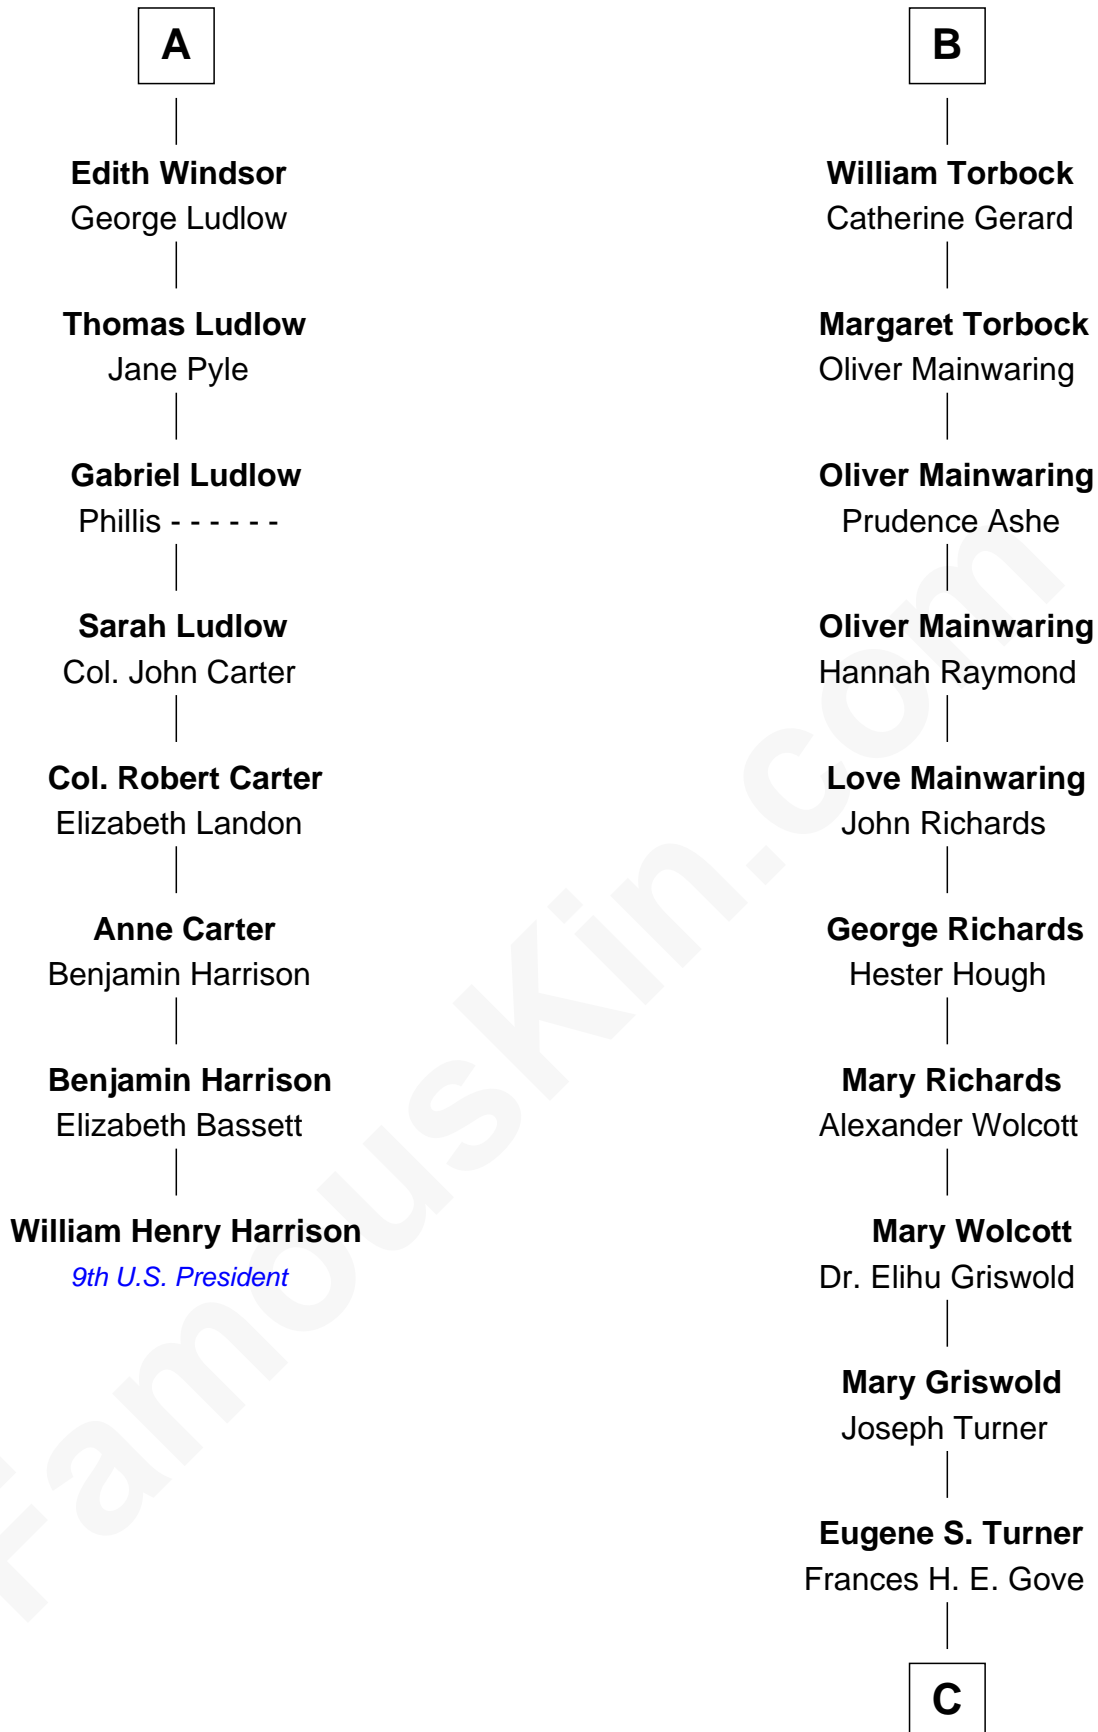 A
Edith Windsor
George Ludlow
Thomas Ludlow
Jane Pyle
Gabriel Ludlow
Phillis - - - - - -
Sarah Ludlow
Col. John Carter
Col. Robert Carter
Elizabeth Landon
Anne Carter
Benjamin Harrison
Benjamin Harrison
Elizabeth Bassett
William Henry Harrison
9th U.S. President
B
William Torbock
Catherine Gerard
Margaret Torbock
Oliver Mainwaring
Oliver Mainwaring
Prudence Ashe
Oliver Mainwaring
Hannah Raymond
Love Mainwaring
John Richards
George Richards
Hester Hough
Mary Richards
Alexander Wolcott
Mary Wolcott
Dr. Elihu Griswold
Mary Griswold
Joseph Turner
Eugene S. Turner
Frances H. E. Gove
C
FamousKin.com